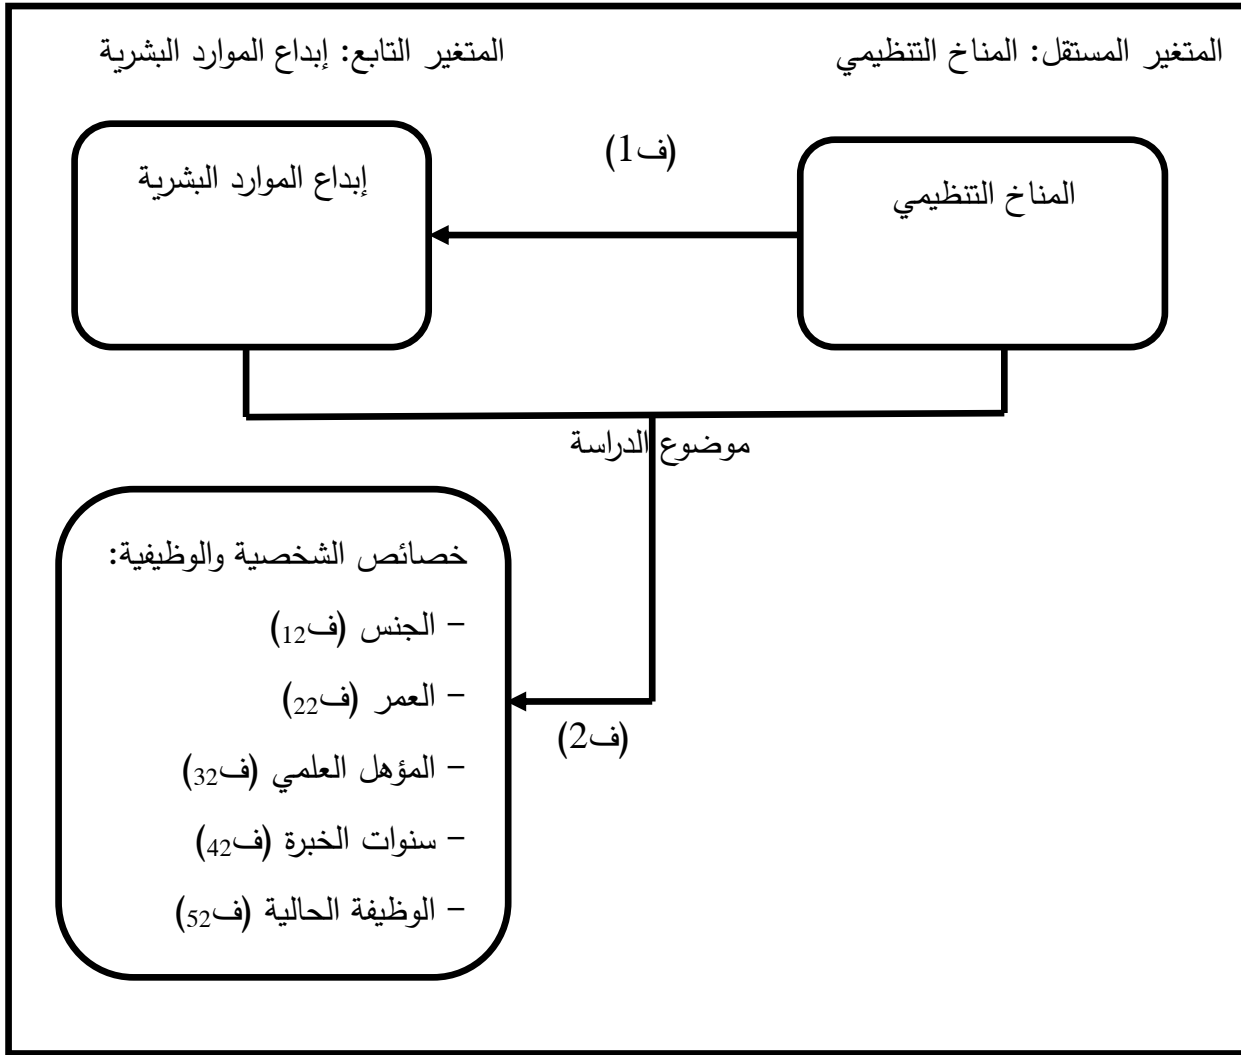 المتغير المستقل: المناخ التنظيمي
المتغير التابع: إبداع الموارد البشرية
(ف1)
المناخ التنظيمي
إبداع الموارد البشرية
موضوع الدراسة
خصائص الشخصية والوظيفية:
- الجنس (ف12)
- العمر (ف22)
- المؤهل العلمي (ف32)
- سنوات الخبرة (ف42)
- الوظيفة الحالية (ف52)
(ف2)